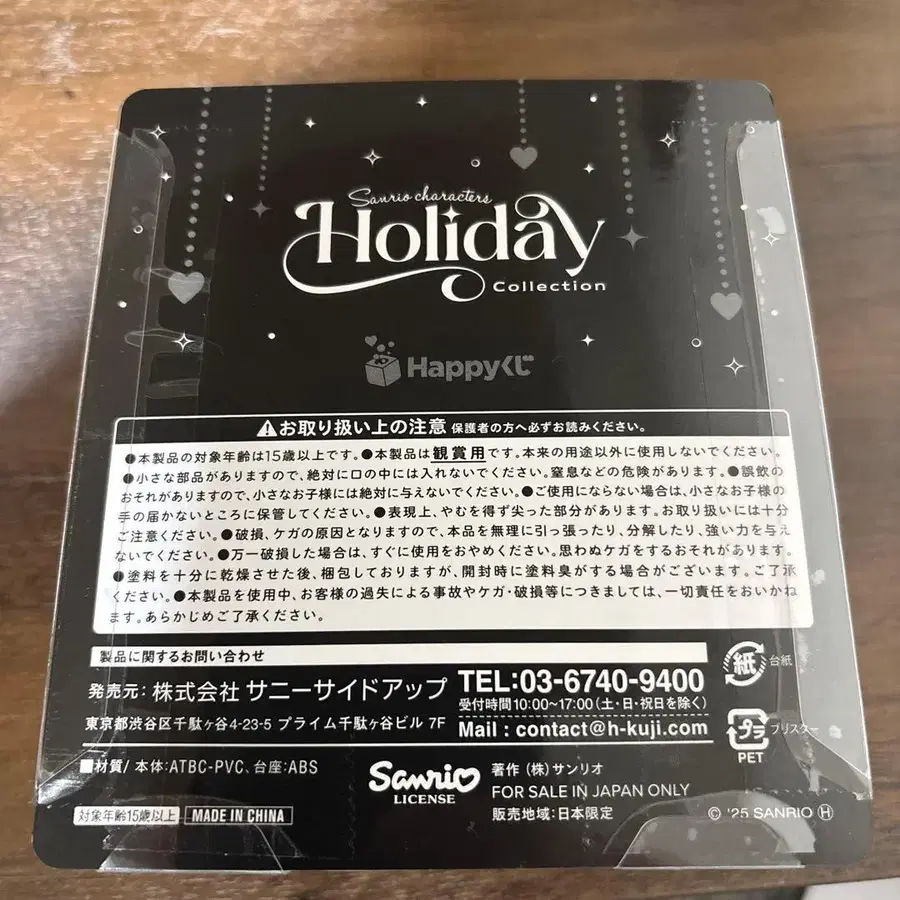 Sanrio characters
Holiday
Collection
Happyくじ
お取り扱い上の注意 保護者の方へ必ずお読みください。
●本製品の対象年齢は15歳以上です。●本製品は観賞用です。本来の用途以外に使用しないでください。
●小さな部品がありますので、絶対に口の中には入れないでください。窒息などの危険があります。●誤飲の
おそれがありますので、小さなお子様には絶対に与えないでください。●ご使用にならない場合は、小さなお子様の
手の届かないところに保管してください。●表現上、やむを得ず尖った部分があります。お取り扱いには十分
ご注意ください。●破損、ケガの原因となりますので、本品を無理に引っ張ったり、分解したり、強い力を与え
ないでください。●万一破損した場合は、すぐに使用をおやめください。思わぬケガをするおそれがあります。
●塗料を十分に乾燥させた後、梱包しておりますが、開封時に塗料臭がする場合がございます。ご了承
ください。●本製品を使用中、お客様の過失による事故やケガ・破損等につきましては、一切責任をおいかね
ます。あらかじめご了承ください。
製品に関するお問い合わせ
発売元：株式会社 サニーサイドアップ
東京都渋谷区千駄ヶ谷4-23-5 プライム千駄ヶ谷ビル 7F
TEL:03-6740-9400
受付時間10:00~17:00(土・日・祝日を除く)
Mail : contact@h-kuji.com
紙 台紙
プラ ブリスター
PET
■材質/本体:ATBC-PVC、台座:ABS
対象年齢15歳以上 MADE IN CHINA
Sanrio
LICENSE
著作(株)サンリオ
FOR SALE IN JAPAN ONLY
販売地域:日本限定
© '25 SANRIO Ⓗ